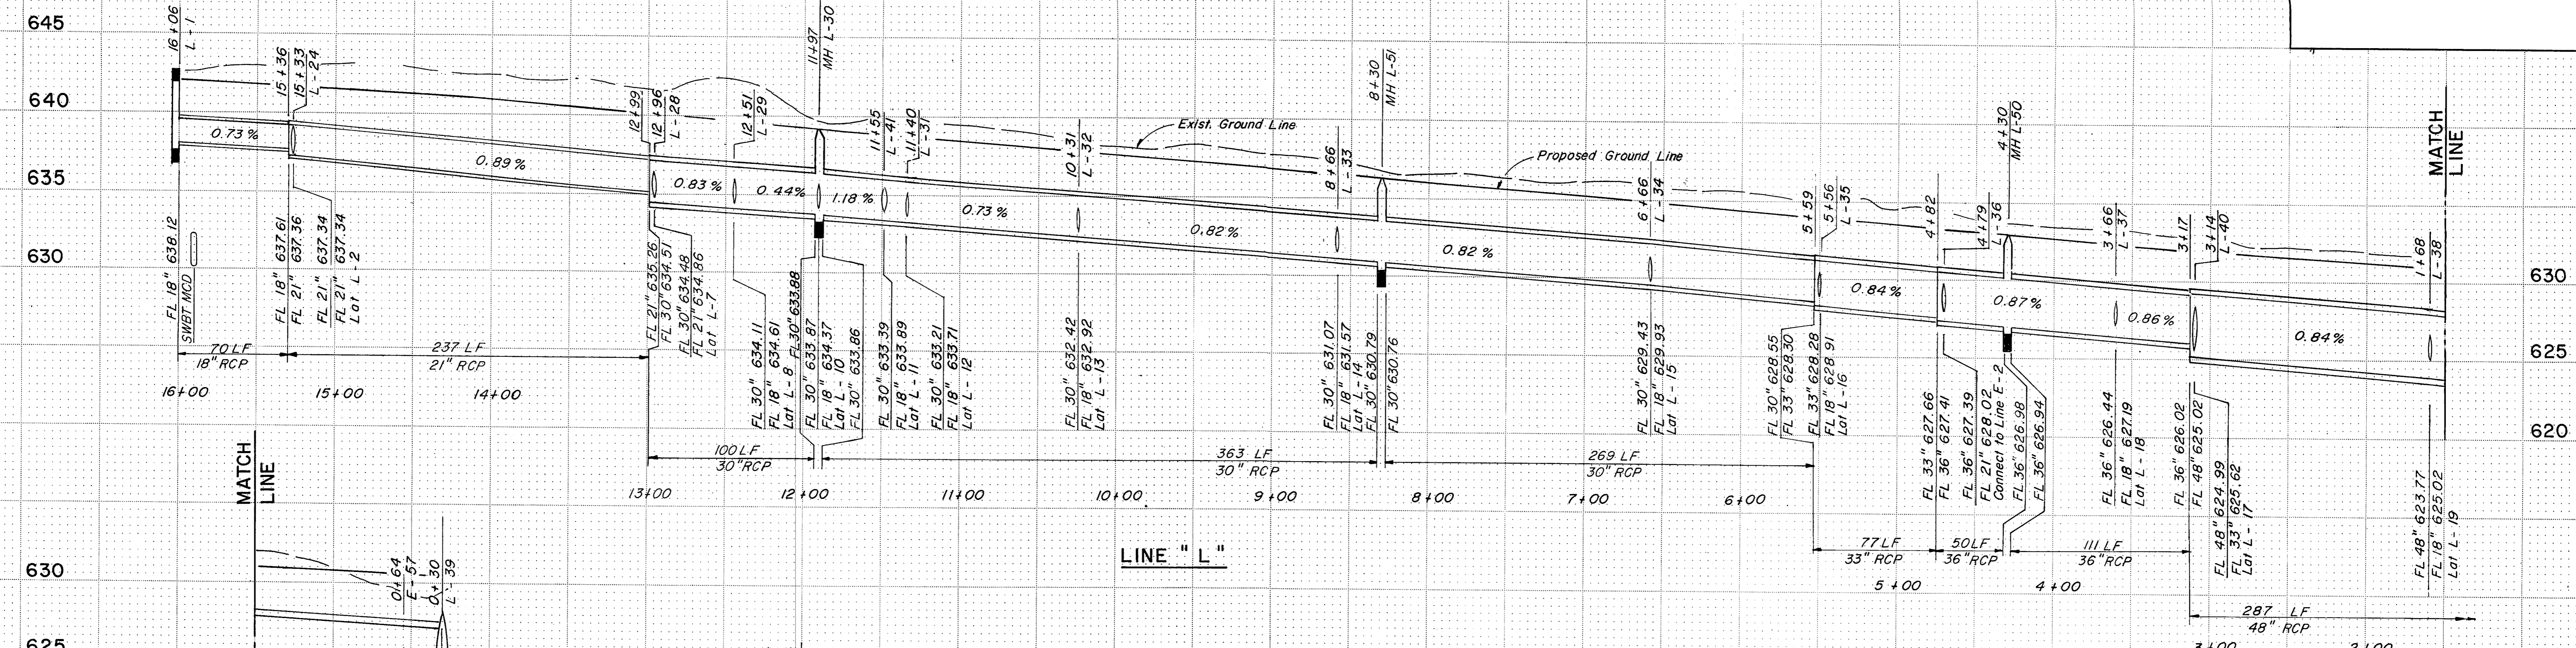 645
640
635
630
16+06
L-1
15+36
15+33
L-24
12+99
12+96
L-28
12+51
L-29
11+97
MH L-30
11+55
L-41
11+40
L-31
10+31
L-32
8+66
L-33
8+30
MH L-51
6+66
L-34
5+59
5+56
L-35
4+82
4+79
L-36
4+30
MH L-50
3+66
L-37
3+17
3+14
L-40
1+68
L-38
MATCH
LINE
Exist. Ground Line
Proposed Ground Line
0.73%
0.89%
0.83%
0.44%
1.18%
0.73%
0.82%
0.82%
0.84%
0.87%
0.86%
0.84%
630
625
620
FL 18" 638.12
SWBT MCD
FL 18" 637.61
FL 21" 637.36
FL 21" 637.34
FL 21" 637.34
Lat L-2
FL 21" 635.26
FL 30" 634.51
FL 30" 634.48
FL 21" 634.86
Lat L-7
FL 30" 634.11
FL 18" 634.61
Lat L-8
FL 30" 633.88
FL 30" 633.87
FL 18" 634.37
Lat L-10
FL 30" 633.86
FL 30" 633.39
FL 18" 633.89
Lat L-11
FL 30" 633.21
FL 18" 633.71
Lat L-12
FL 30" 632.42
FL 18" 632.92
Lat L-13
FL 30" 631.07
FL 18" 631.57
Lat L-14
FL 30" 630.79
FL 30" 630.76
FL 30" 629.43
FL 18" 629.93
Lat L-15
FL 30" 628.55
FL 33" 628.30
FL 33" 628.28
FL 18" 628.91
Lat L-16
FL 33" 627.66
FL 36" 627.41
FL 36" 627.39
FL 21" 628.02
Connect to Line E-2
FL 36" 626.98
FL 36" 626.94
FL 36" 626.44
FL 18" 627.19
Lat L-18
FL 36" 626.02
FL 48" 625.02
FL 48" 624.99
FL 33" 625.62
Lat L-17
FL 48" 623.77
FL 18" 625.02
Lat L-19
70 LF
18" RCP
237 LF
21" RCP
16+00
15+00
14+00
100 LF
30" RCP
363 LF
30" RCP
269 LF
30" RCP
13+00
12+00
11+00
10+00
9+00
8+00
7+00
6+00
77 LF
33" RCP
50 LF
36" RCP
111 LF
36" RCP
5+00
4+00
287 LF
48" RCP
3+00
2+00
MATCH
LINE
LINE "L"
630
625
0+64
E-57
0+30
L-39